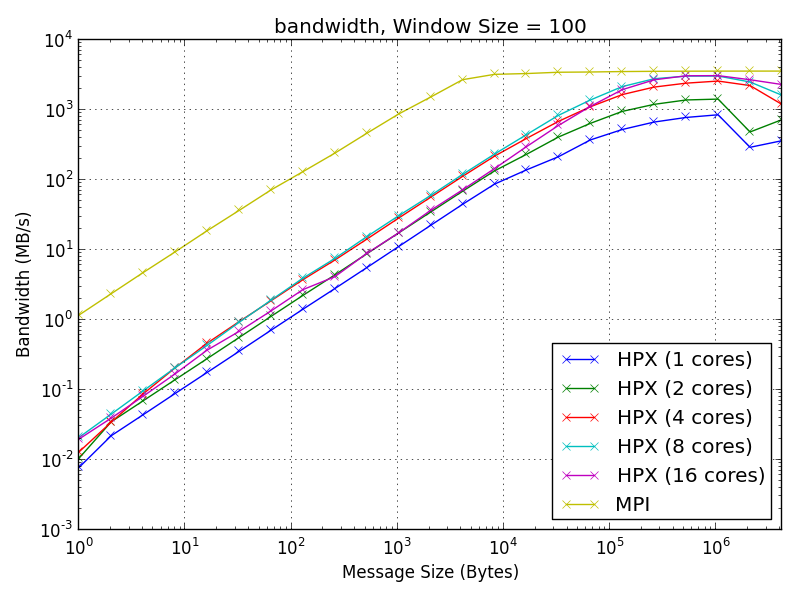 bandwidth, Window Size = 100
10^4
10^3
10^2
10^1
10^0
10^-1
10^-2
10^-3
Bandwidth (MB/s)
HPX (1 cores)
HPX (2 cores)
HPX (4 cores)
HPX (8 cores)
HPX (16 cores)
MPI
10^0 10^1 10^2 10^3 10^4 10^5 10^6
Message Size (Bytes)